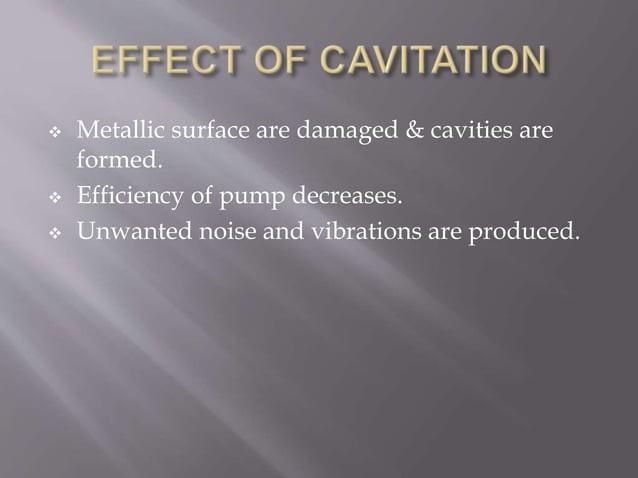 EFFECT OF CAVITATION
❖ Metallic surface are damaged & cavities are
formed.
❖ Efficiency of pump decreases.
❖ Unwanted noise and vibrations are produced.